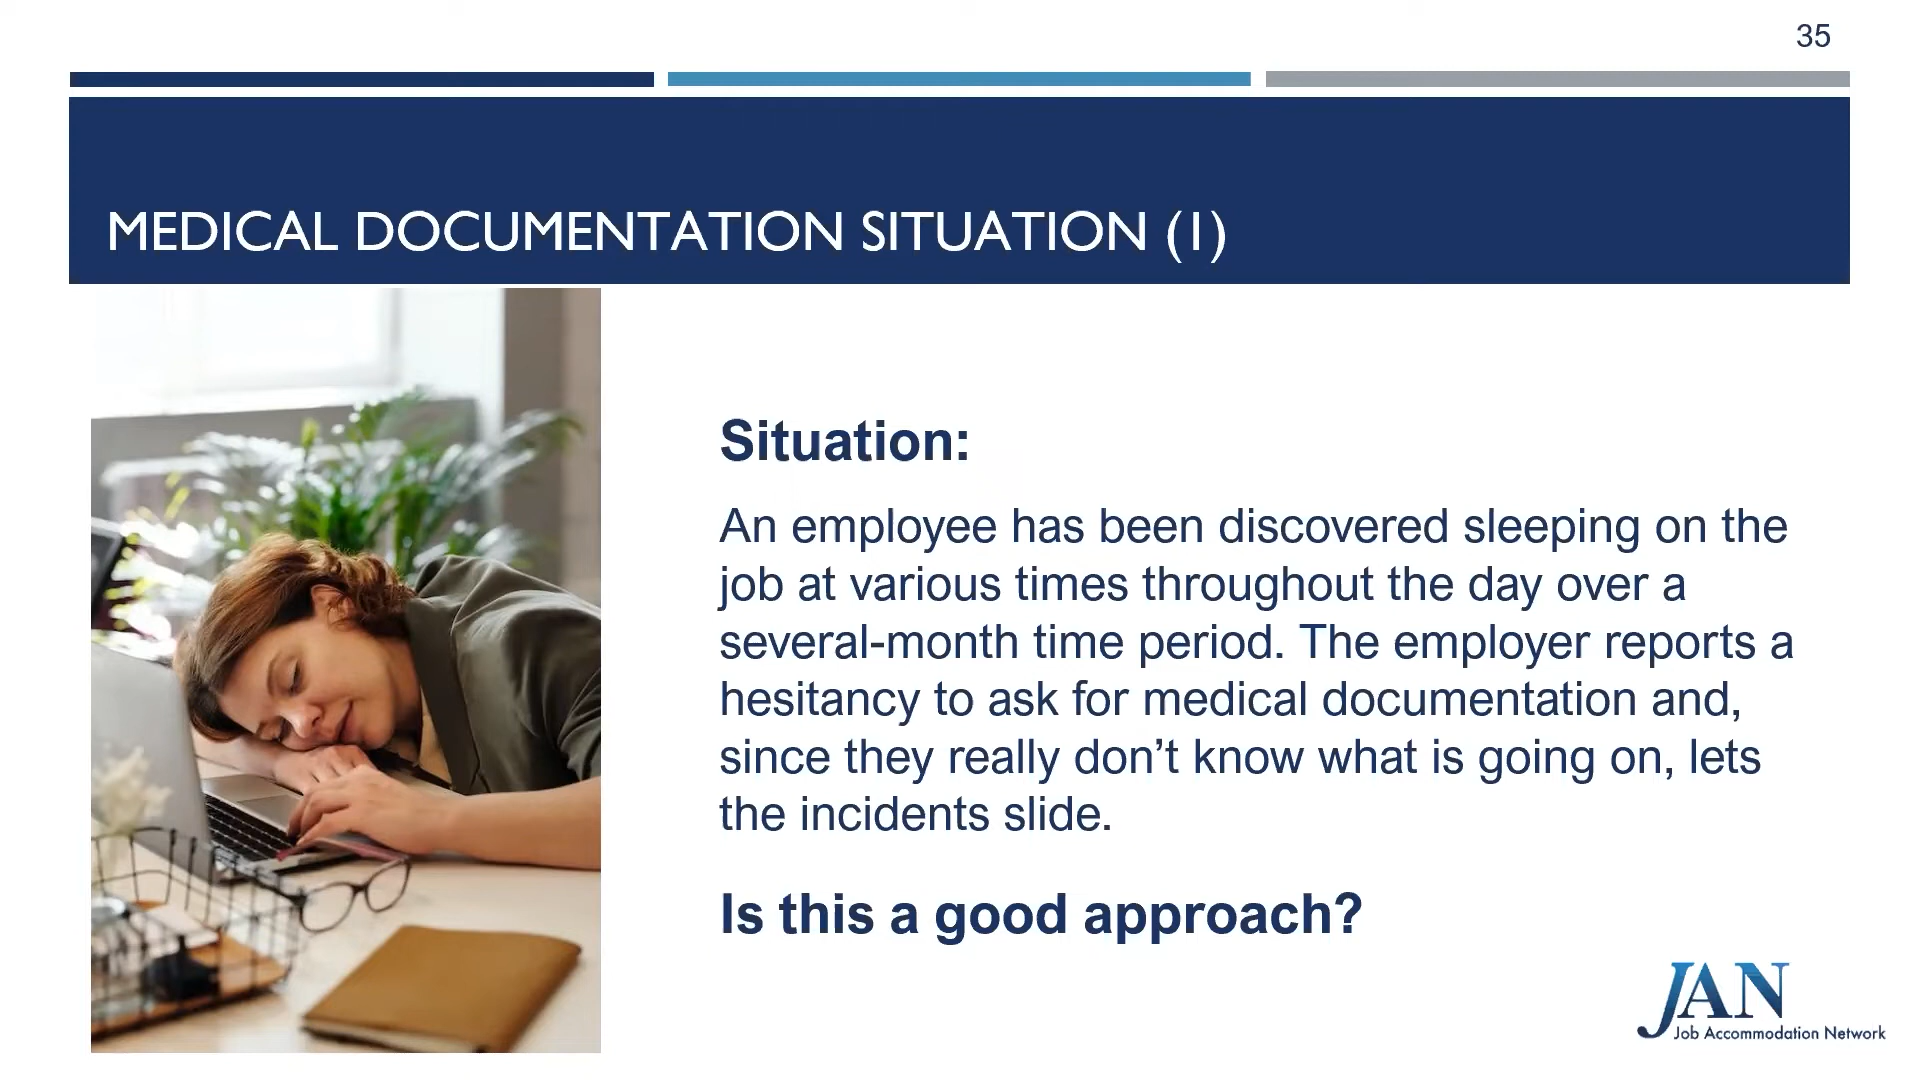 35
MEDICAL DOCUMENTATION SITUATION (1)
Situation:
An employee has been discovered sleeping on the
job at various times throughout the day over a
several-month time period. The employer reports a
hesitancy to ask for medical documentation and,
since they really don’t know what is going on, lets
the incidents slide.
Is this a good approach?
JAN
Job Accommodation Network